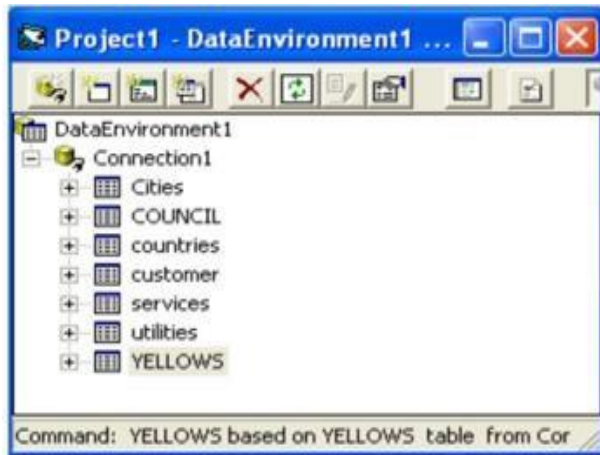 Project1 - DataEnvironment1 ...
DataEnvironment1
Connection1
Cities
COUNCIL
countries
customer
services
utilities
YELLOWS
Command: YELLOWS based on YELLOWS table from Cor